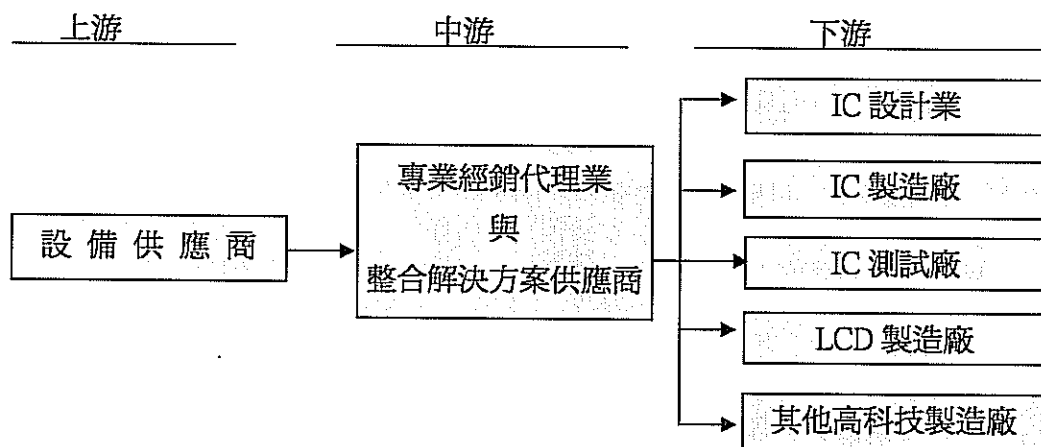 上游
中游
下游
設備供應商
專業經銷代理業
與
整合解決方案供應商
IC 設計業
IC 製造廠
IC 測試廠
LCD 製造廠
其他高科技製造廠